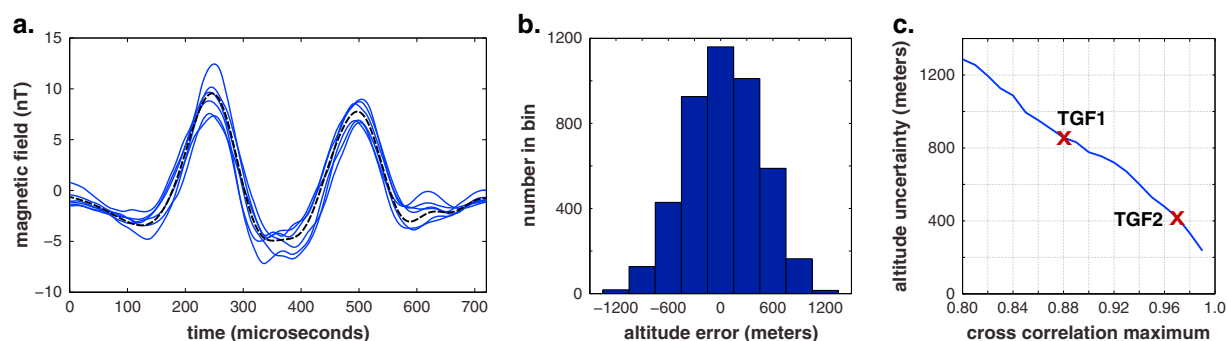 a.
15
10
5
0
−5
−10
magnetic field (nT)
0 100 200 300 400 500 600 700
time (microseconds)
b.
1200
800
400
0
number in bin
−1200 −600 0 600 1200
altitude error (meters)
c.
1200
800
400
0
altitude uncertainty (meters)
TGF1
TGF2
0.80 0.84 0.88 0.92 0.96 1.0
cross correlation maximum